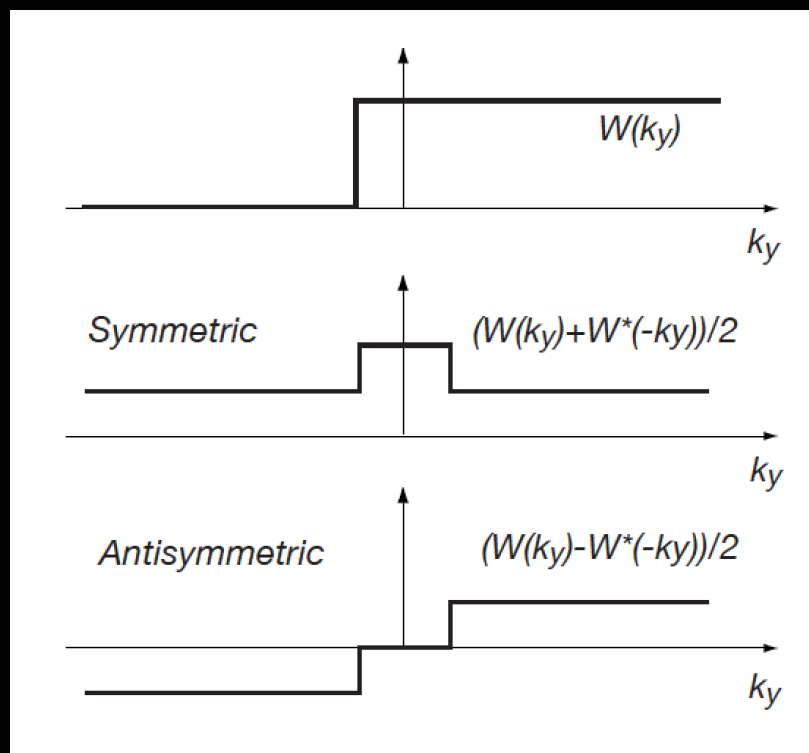 W(ky)
ky
Symmetric
(W(ky)+W*(-ky))/2
ky
Antisymmetric
(W(ky)-W*(-ky))/2
ky